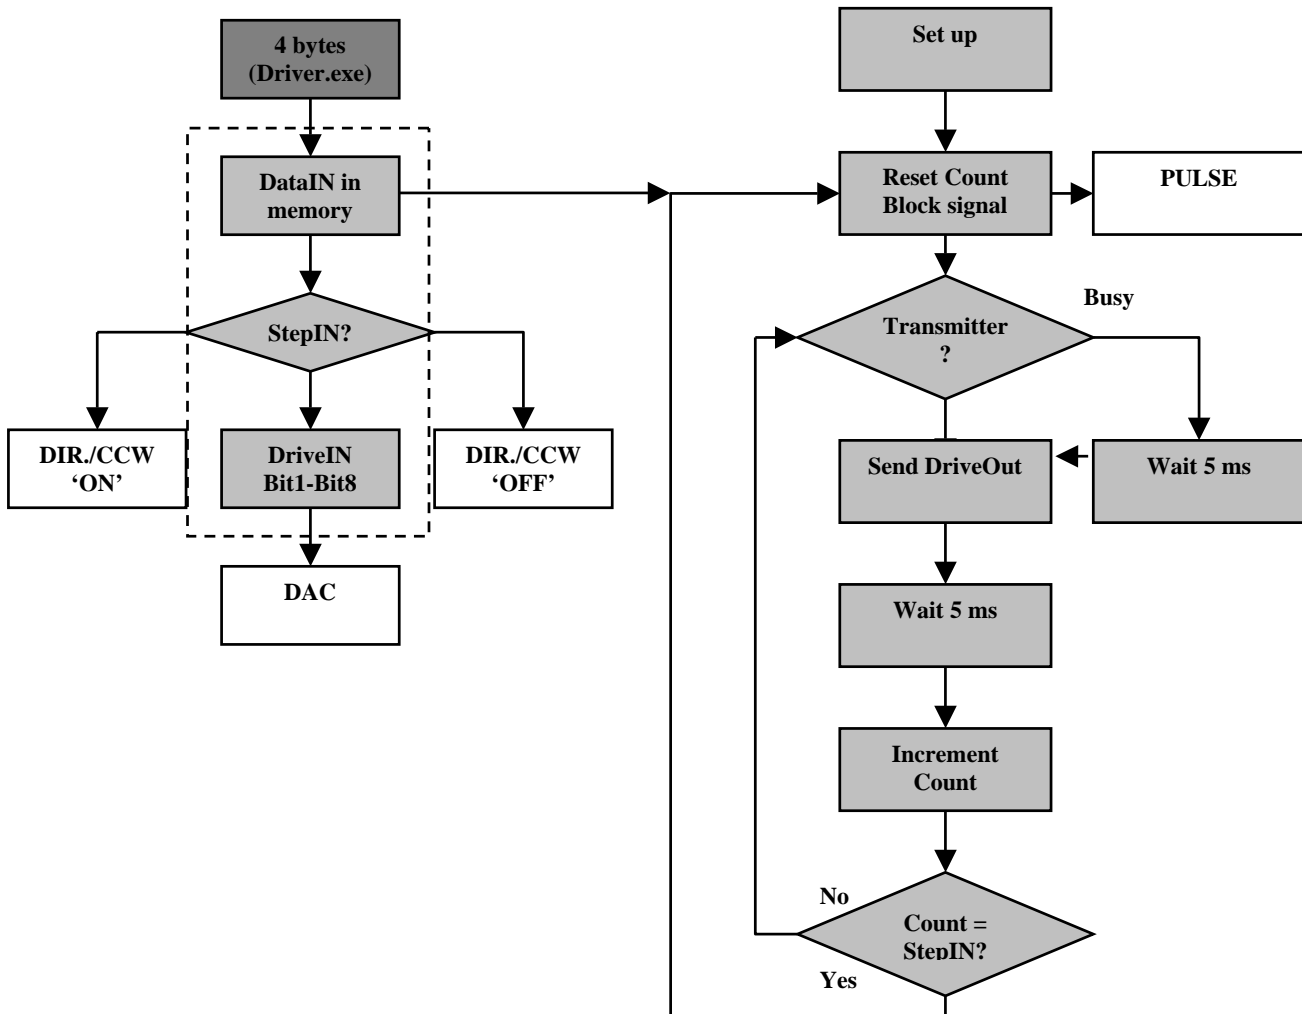 4 bytes
(Driver.exe)
DataIN in
memory
StepIN?
DIR./CCW
‘ON’
DriveIN
Bit1-Bit8
DIR./CCW
‘OFF’
DAC
Set up
Reset Count
Block signal
PULSE
Busy
Transmitter
?
Send DriveOut
Wait 5 ms
Wait 5 ms
Increment
Count
No
Count =
StepIN?
Yes